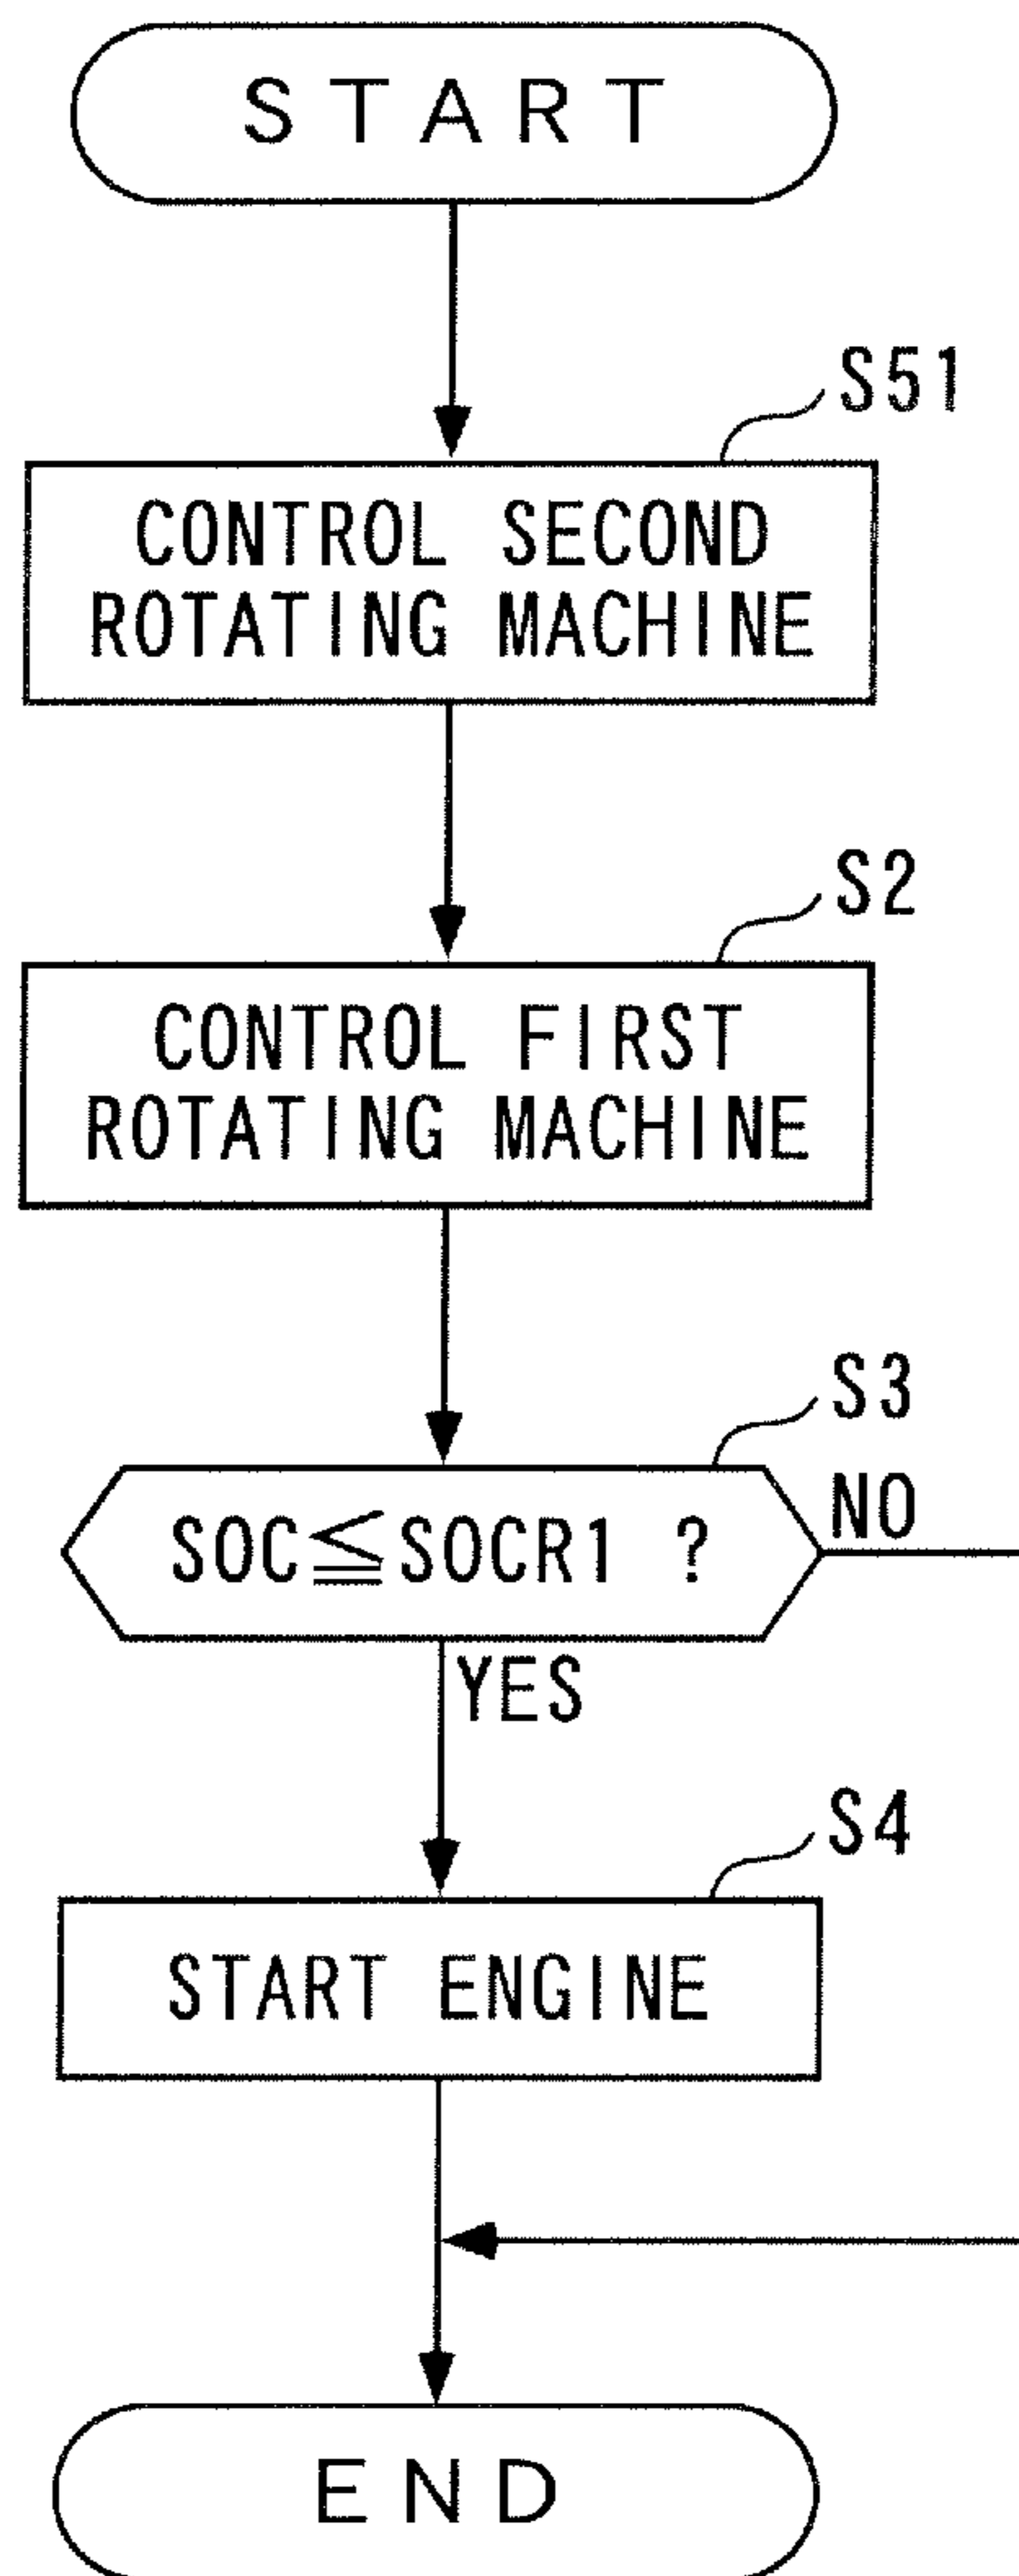 START
S51
CONTROL SECOND
ROTATING MACHINE
S2
CONTROL FIRST
ROTATING MACHINE
S3
SOC≦SOCR1 ?
NO
YES
S4
START ENGINE
END